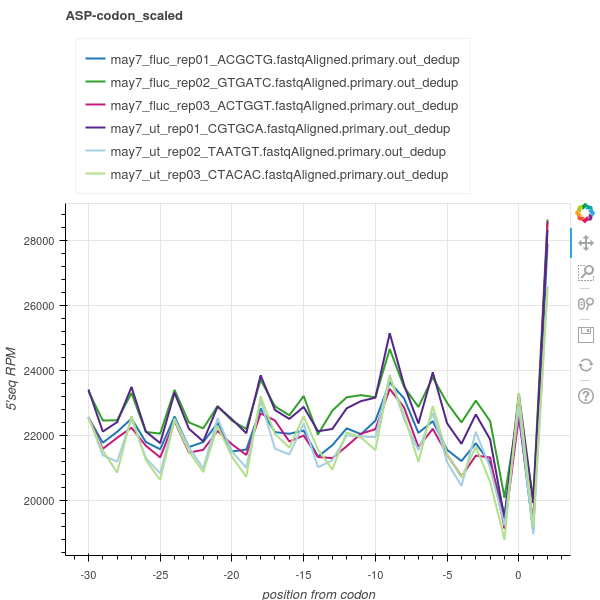 ASP-codon_scaled
may7_fluc_rep01_ACGCTG.fastqAligned.primary.out_dedup
may7_fluc_rep02_GTGATC.fastqAligned.primary.out_dedup
may7_fluc_rep03_ACTGGT.fastqAligned.primary.out_dedup
may7_ut_rep01_CGTGCA.fastqAligned.primary.out_dedup
may7_ut_rep02_TAATGT.fastqAligned.primary.out_dedup
may7_ut_rep03_CTACAC.fastqAligned.primary.out_dedup
28000
26000
24000
22000
20000
5'seq RPM
-30 -25 -20 -15 -10 -5 0
position from codon